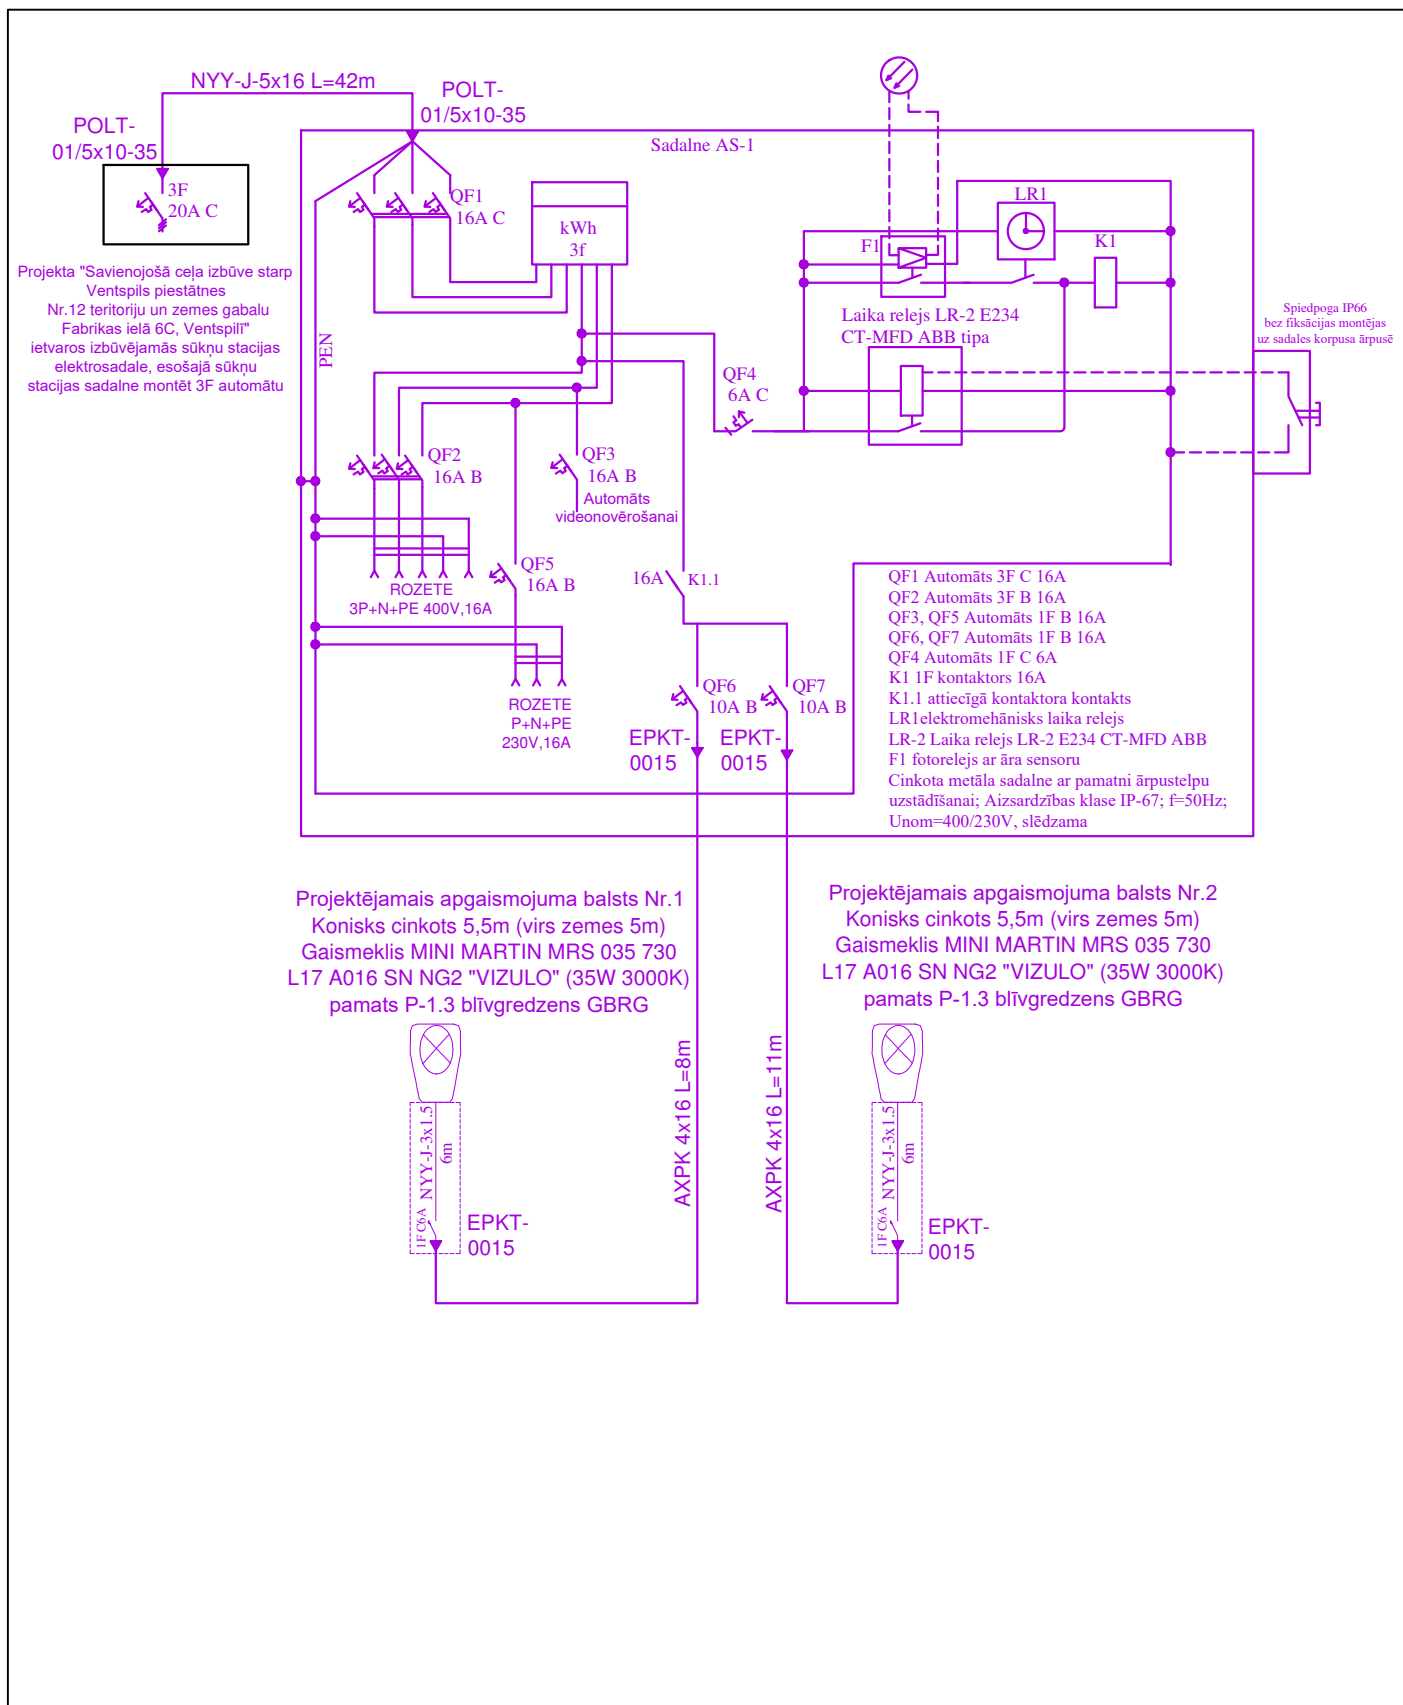 NYY-J-5x16 L=42m
POLT-
01/5x10-35
POLT-
01/5x10-35
3F
20A C
Projekta "Savienojošā ceļa izbūve starp
Ventspils piestātnes
Nr.12 teritoriju un zemes gabalu
Fabrikas ielā 6C, Ventspilī"
ietvaros izbūvējamās sūkņu stacijas
elektrosadale, esošajā sūkņu
stacijas sadalne montēt 3F automātu
Sadalne AS-1
QF1
16A C
kWh
3f
PEN
LR1
F1
K1
Laika relejs LR-2 E234
CT-MFD ABB tipa
Spiedpoga IP66
bez fiksācijas montējas
uz sadales korpusa ārpusē
QF4
6A C
QF2
16A B
QF3
16A B
Automāts
videonovērošanai
QF5
16A B
16A
K1.1
ROZETE
3P+N+PE 400V,16A
ROZETE
P+N+PE
230V,16A
QF6
10A B
QF7
10A B
EPKT-
0015
EPKT-
0015
QF1 Automāts 3F C 16A
QF2 Automāts 3F B 16A
QF3, QF5 Automāts 1F B 16A
QF6, QF7 Automāts 1F B 16A
QF4 Automāts 1F C 6A
K1 1F kontaktors 16A
K1.1 attiecīgā kontaktora kontakts
LR1elektromehānisks laika relejs
LR-2 Laika relejs LR-2 E234 CT-MFD ABB
F1 fotorelejs ar āra sensoru
Cinkota metāla sadalne ar pamatni ārpustelpu
uzstādīšanai; Aizsardzības klase IP-67; f=50Hz;
Unom=400/230V, slēdzama
Projektējamais apgaismojuma balsts Nr.1
Konisks cinkots 5,5m (virs zemes 5m)
Gaismeklis MINI MARTIN MRS 035 730
L17 A016 SN NG2 "VIZULO" (35W 3000K)
pamats P-1.3 blīvgredzens GBRG
Projektējamais apgaismojuma balsts Nr.2
Konisks cinkots 5,5m (virs zemes 5m)
Gaismeklis MINI MARTIN MRS 035 730
L17 A016 SN NG2 "VIZULO" (35W 3000K)
pamats P-1.3 blīvgredzens GBRG
NYY-J-3x1.5
6m
1F C6A
EPKT-
0015
AXPK 4x16 L=8m
AXPK 4x16 L=11m
NYY-J-3x1.5
6m
1F C6A
EPKT-
0015